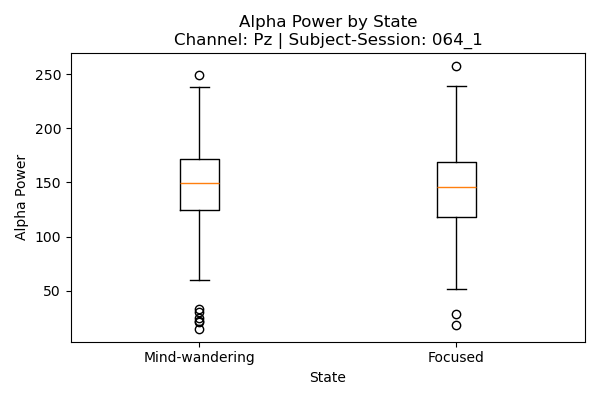 Alpha Power by State
Channel: Pz | Subject-Session: 064_1
250
200
150
100
50
Alpha Power
Mind-wandering
Focused
State